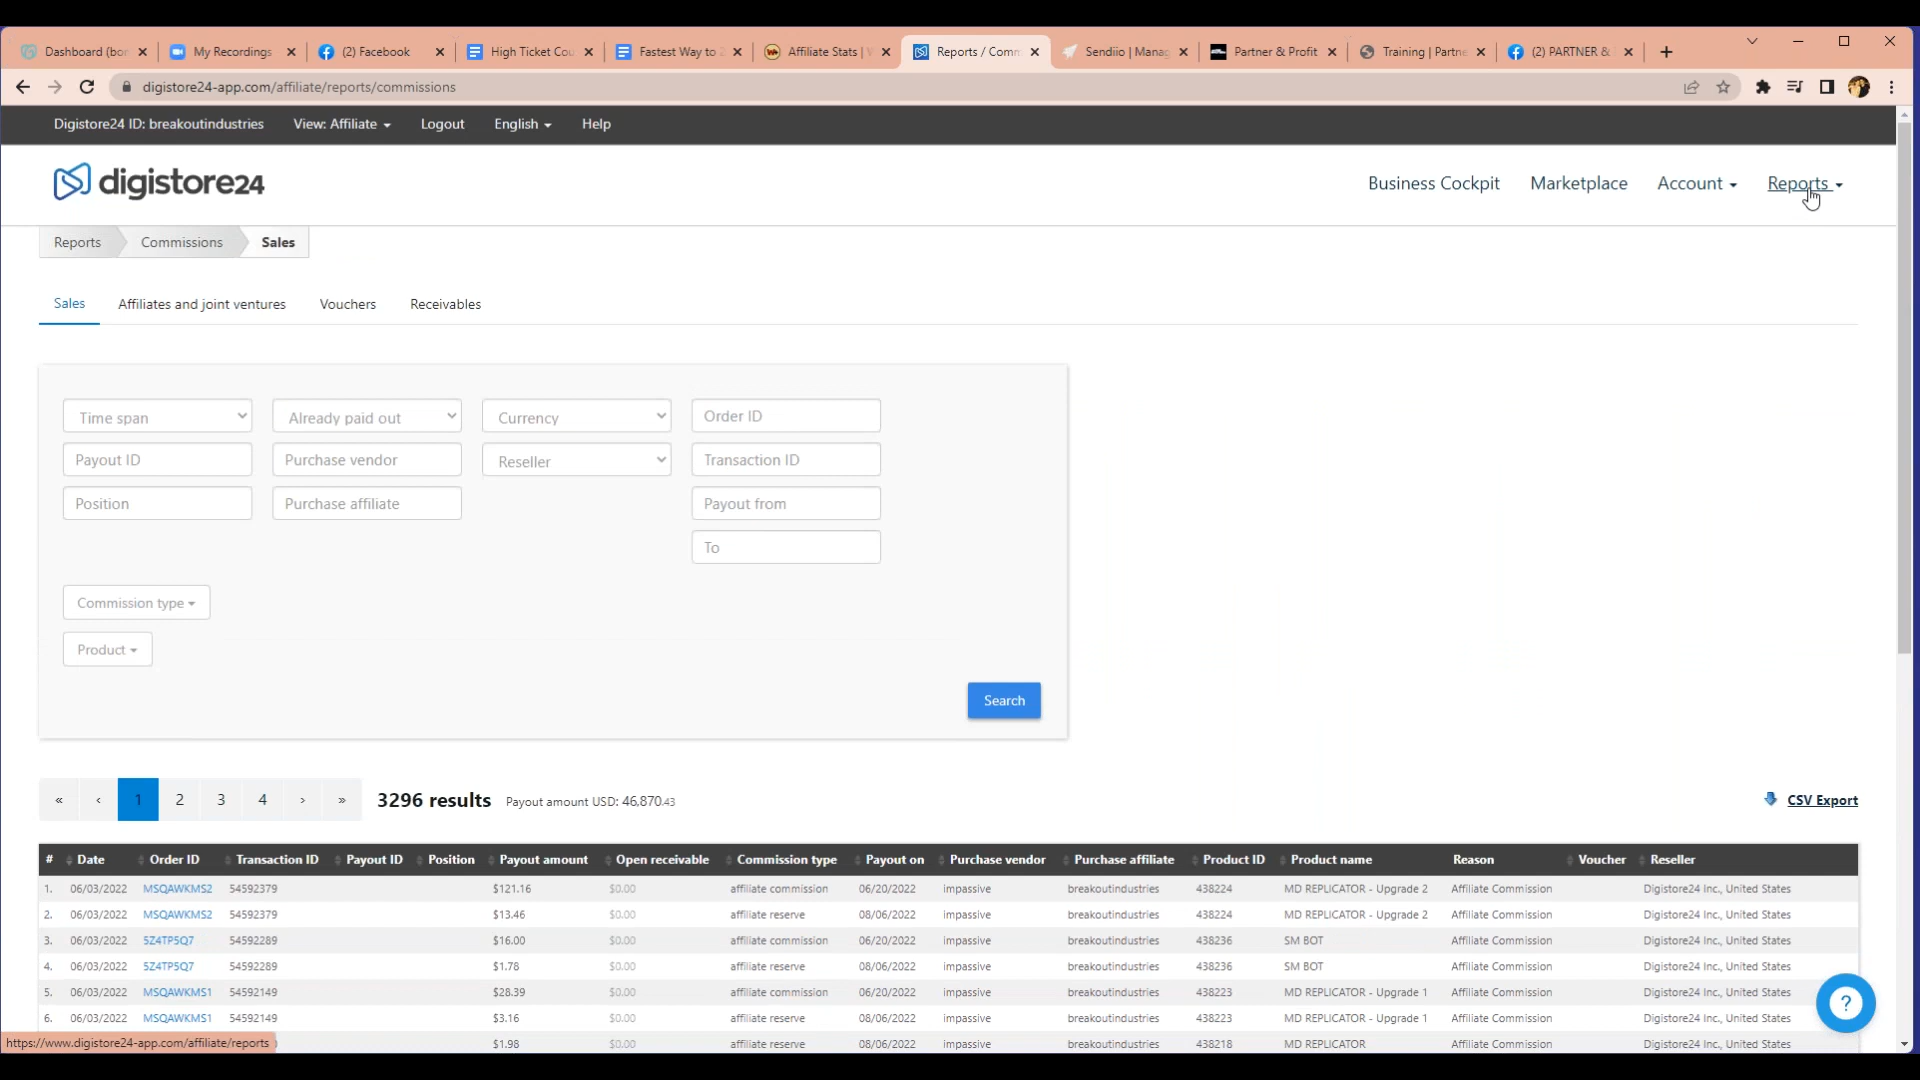 Dashboard (bon
My Recordings
(2) Facebook
High Ticket Cou
Fastest Way to 
Affiliate Stats | 
Reports / Comm
Sendiio | Manag
Partner & Profit
Training | Partne
(2) PARTNER &
digistore24-app.com/affiliate/reports/commissions
Digistore24 ID: breakoutindustries View: Affiliate Logout English Help
digistore24
Business Cockpit Marketplace Account Reports
Reports Commissions Sales
Sales Affiliates and joint ventures Vouchers Receivables
Time span Already paid out Currency Order ID
Payout ID Purchase vendor Reseller Transaction ID
Position Purchase affiliate Payout from
To
Commission type
Product
Search
« ‹ 1 2 3 4 › » 3296 results Payout amount USD: 46,870.43 CSV Export
# Date Order ID Transaction ID Payout ID Position Payout amount Open receivable Commission type Payout on Purchase vendor Purchase affiliate Product ID Product name Reason Voucher Reseller
1. 06/03/2022 MSQAWKMS2 54592379 $121.16 $0.00 affiliate commission 06/20/2022 impassive breakoutindustries 438224 MD REPLICATOR - Upgrade 2 Affiliate Commission Digistore24 Inc., United States
2. 06/03/2022 MSQAWKMS2 54592379 $13.46 $0.00 affiliate reserve 08/06/2022 impassive breakoutindustries 438224 MD REPLICATOR - Upgrade 2 Affiliate Commission Digistore24 Inc., United States
3. 06/03/2022 5Z4TP5Q7 54592289 $16.00 $0.00 affiliate commission 06/20/2022 impassive breakoutindustries 438236 SM BOT Affiliate Commission Digistore24 Inc., United States
4. 06/03/2022 5Z4TP5Q7 54592289 $1.78 $0.00 affiliate reserve 08/06/2022 impassive breakoutindustries 438236 SM BOT Affiliate Commission Digistore24 Inc., United States
5. 06/03/2022 MSQAWKMS1 54592149 $28.39 $0.00 affiliate commission 06/20/2022 impassive breakoutindustries 438223 MD REPLICATOR - Upgrade 1 Affiliate Commission Digistore24 Inc., United States
6. 06/03/2022 MSQAWKMS1 54592149 $3.16 $0.00 affiliate reserve 08/06/2022 impassive breakoutindustries 438223 MD REPLICATOR - Upgrade 1 Affiliate Commission Digistore24 Inc., United States
$1.98 $0.00 affiliate reserve 08/06/2022 impassive breakoutindustries 438218 MD REPLICATOR Affiliate Commission Digistore24 Inc., United States
https://www.digistore24-app.com/affiliate/reports
?